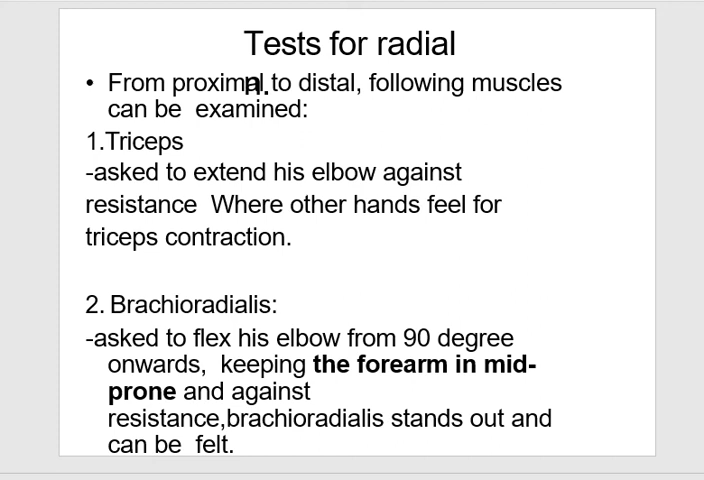 Tests for radial
n.
• From proximal to distal, following muscles
can be examined:
1.Triceps
-asked to extend his elbow against
resistance Where other hands feel for
triceps contraction.
2. Brachioradialis:
-asked to flex his elbow from 90 degree
onwards, keeping the forearm in mid-
prone and against
resistance,brachioradialis stands out and
can be felt.